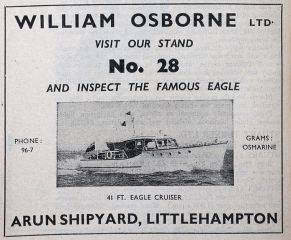 WILLIAM OSBORNE LTD.
VISIT OUR STAND
No. 28
AND INSPECT THE FAMOUS EAGLE
PHONE :
96-7
GRAMS :
OSMARINE
41 FT. EAGLE CRUISER
ARUN SHIPYARD, LITTLEHAMPTON